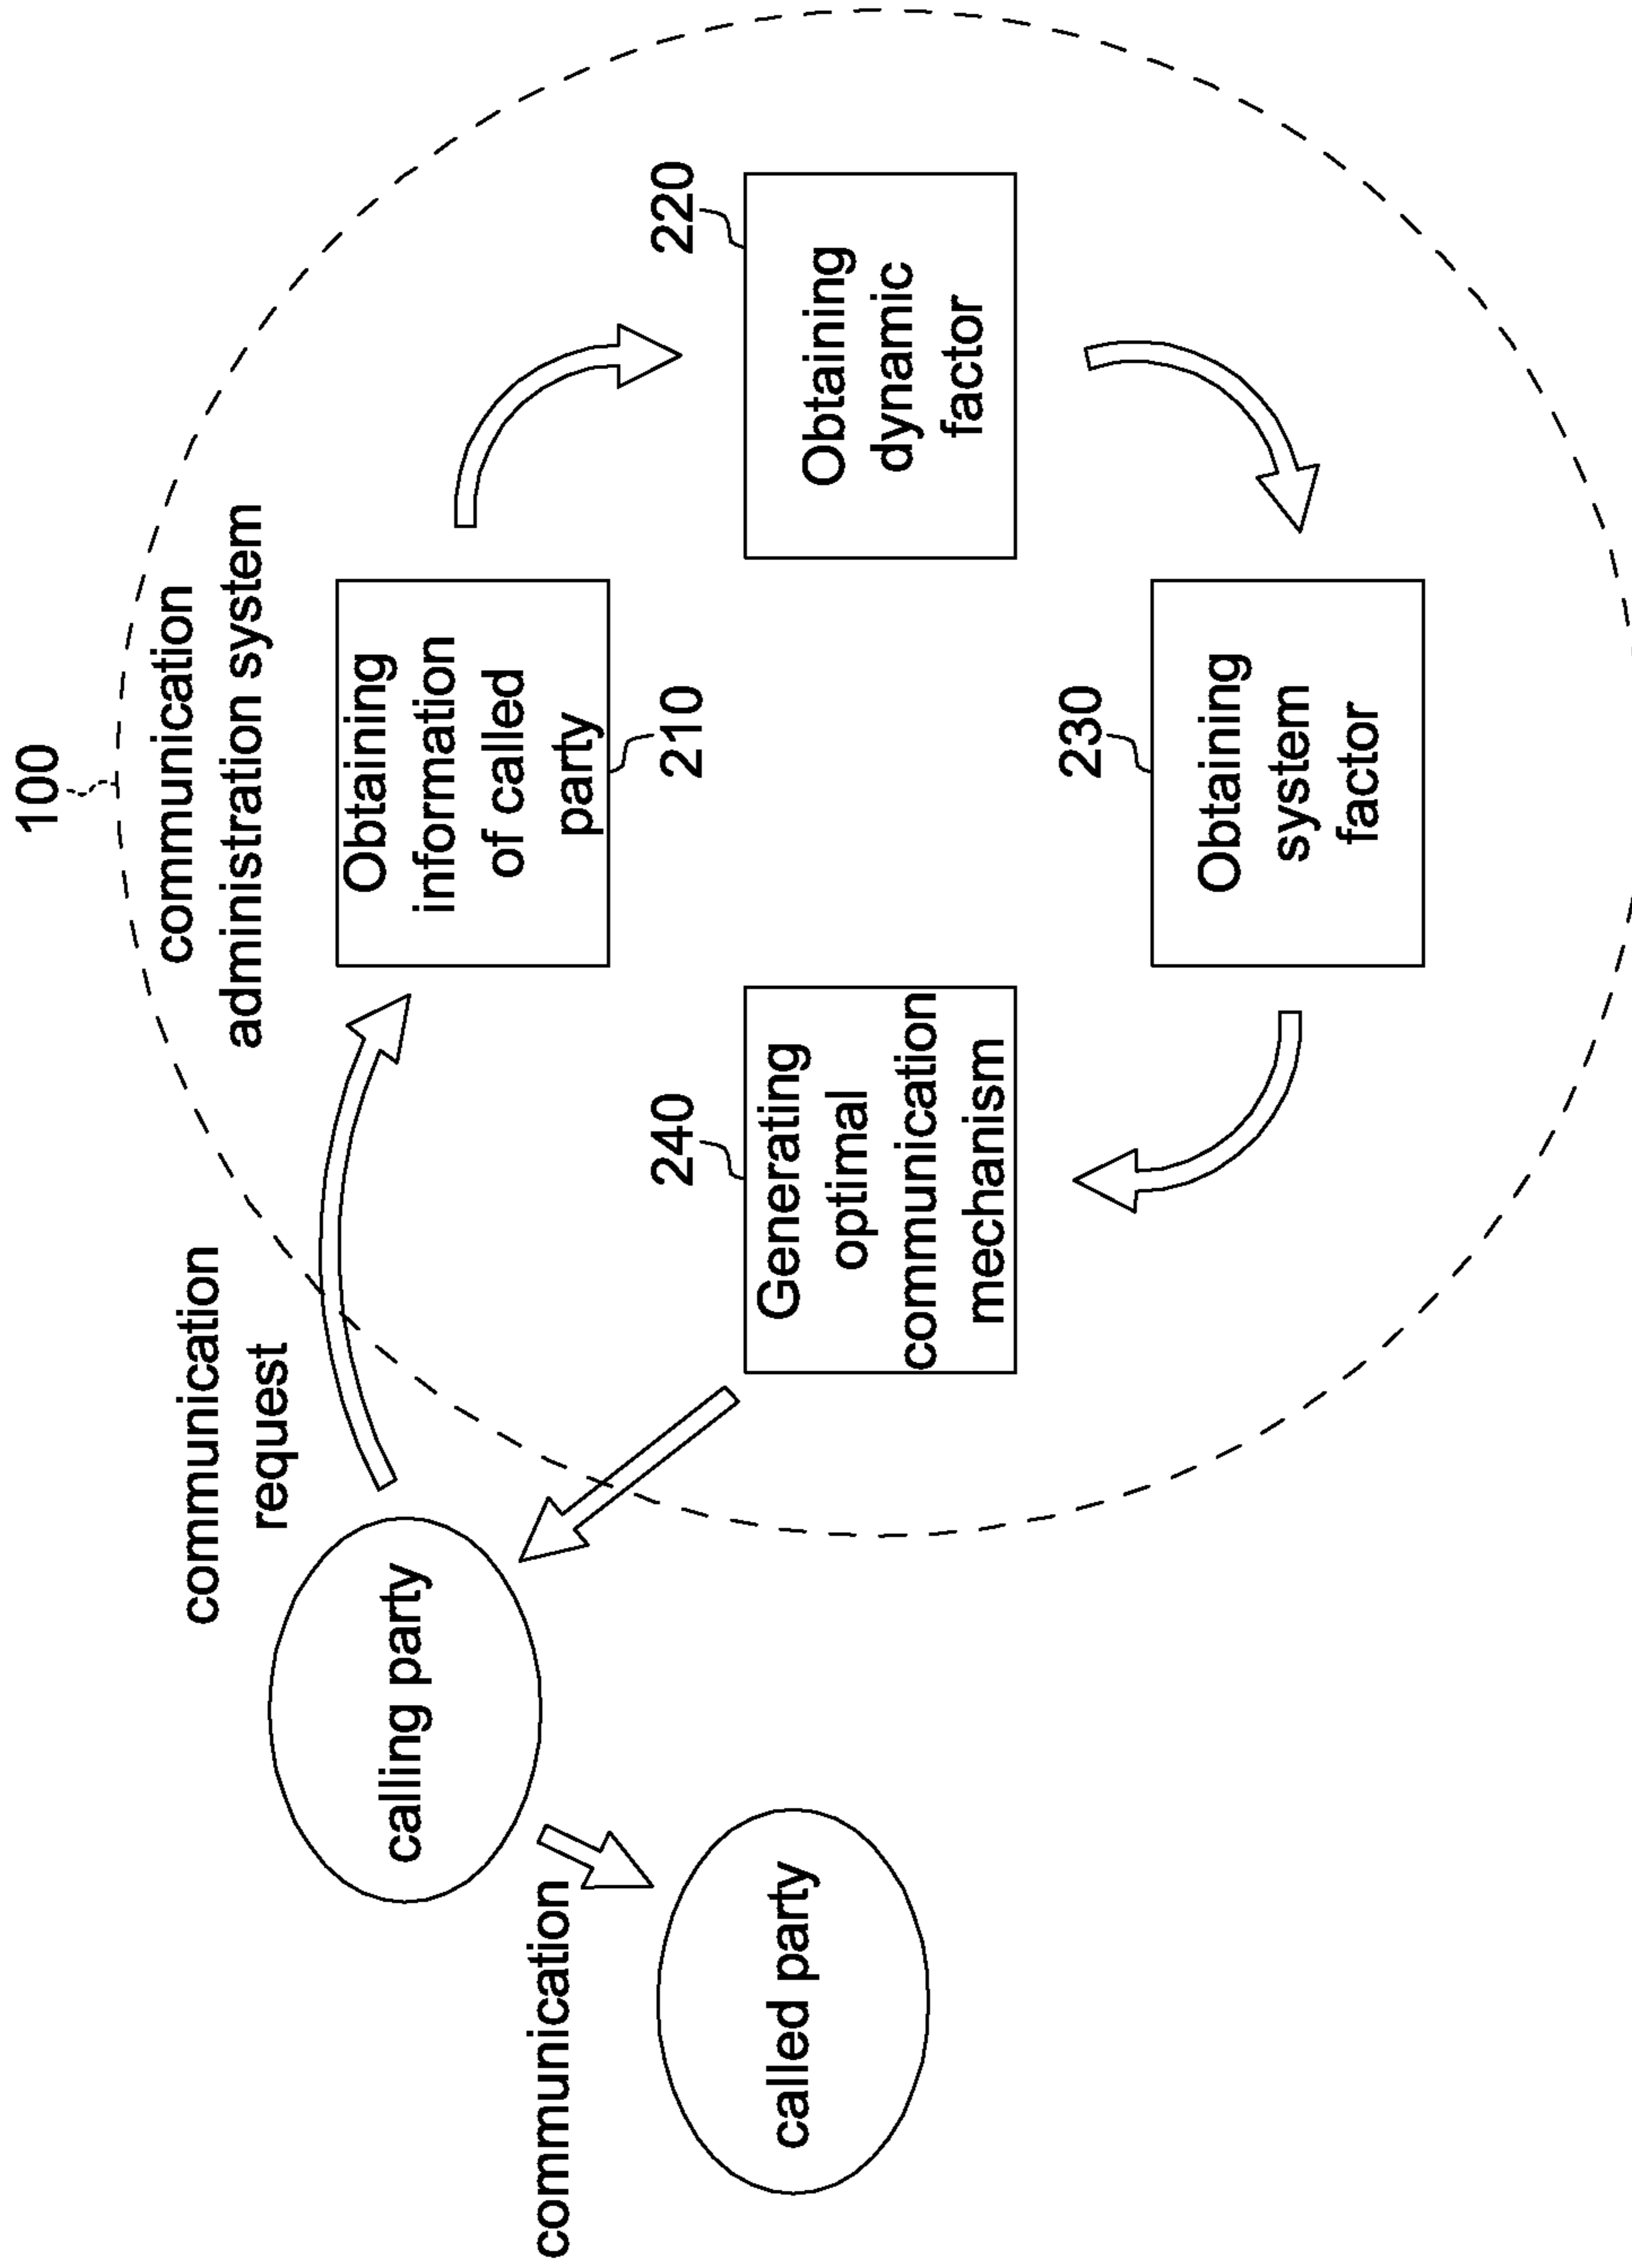 100
communication
administration system
communication
request
Obtaining
information
of called
party
210
220
Obtaining
dynamic
factor
230
Obtaining
system
factor
240
Generating
optimal
communication
mechanism
calling party
communication
called party